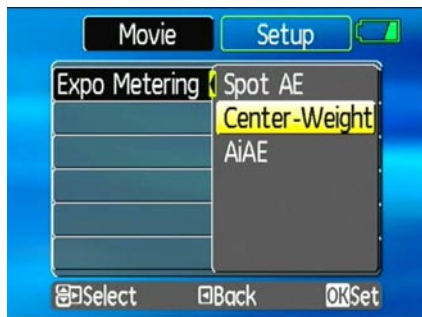 Movie Setup
Expo Metering Spot AE
Center-Weight
AiAE
Select Back OK Set